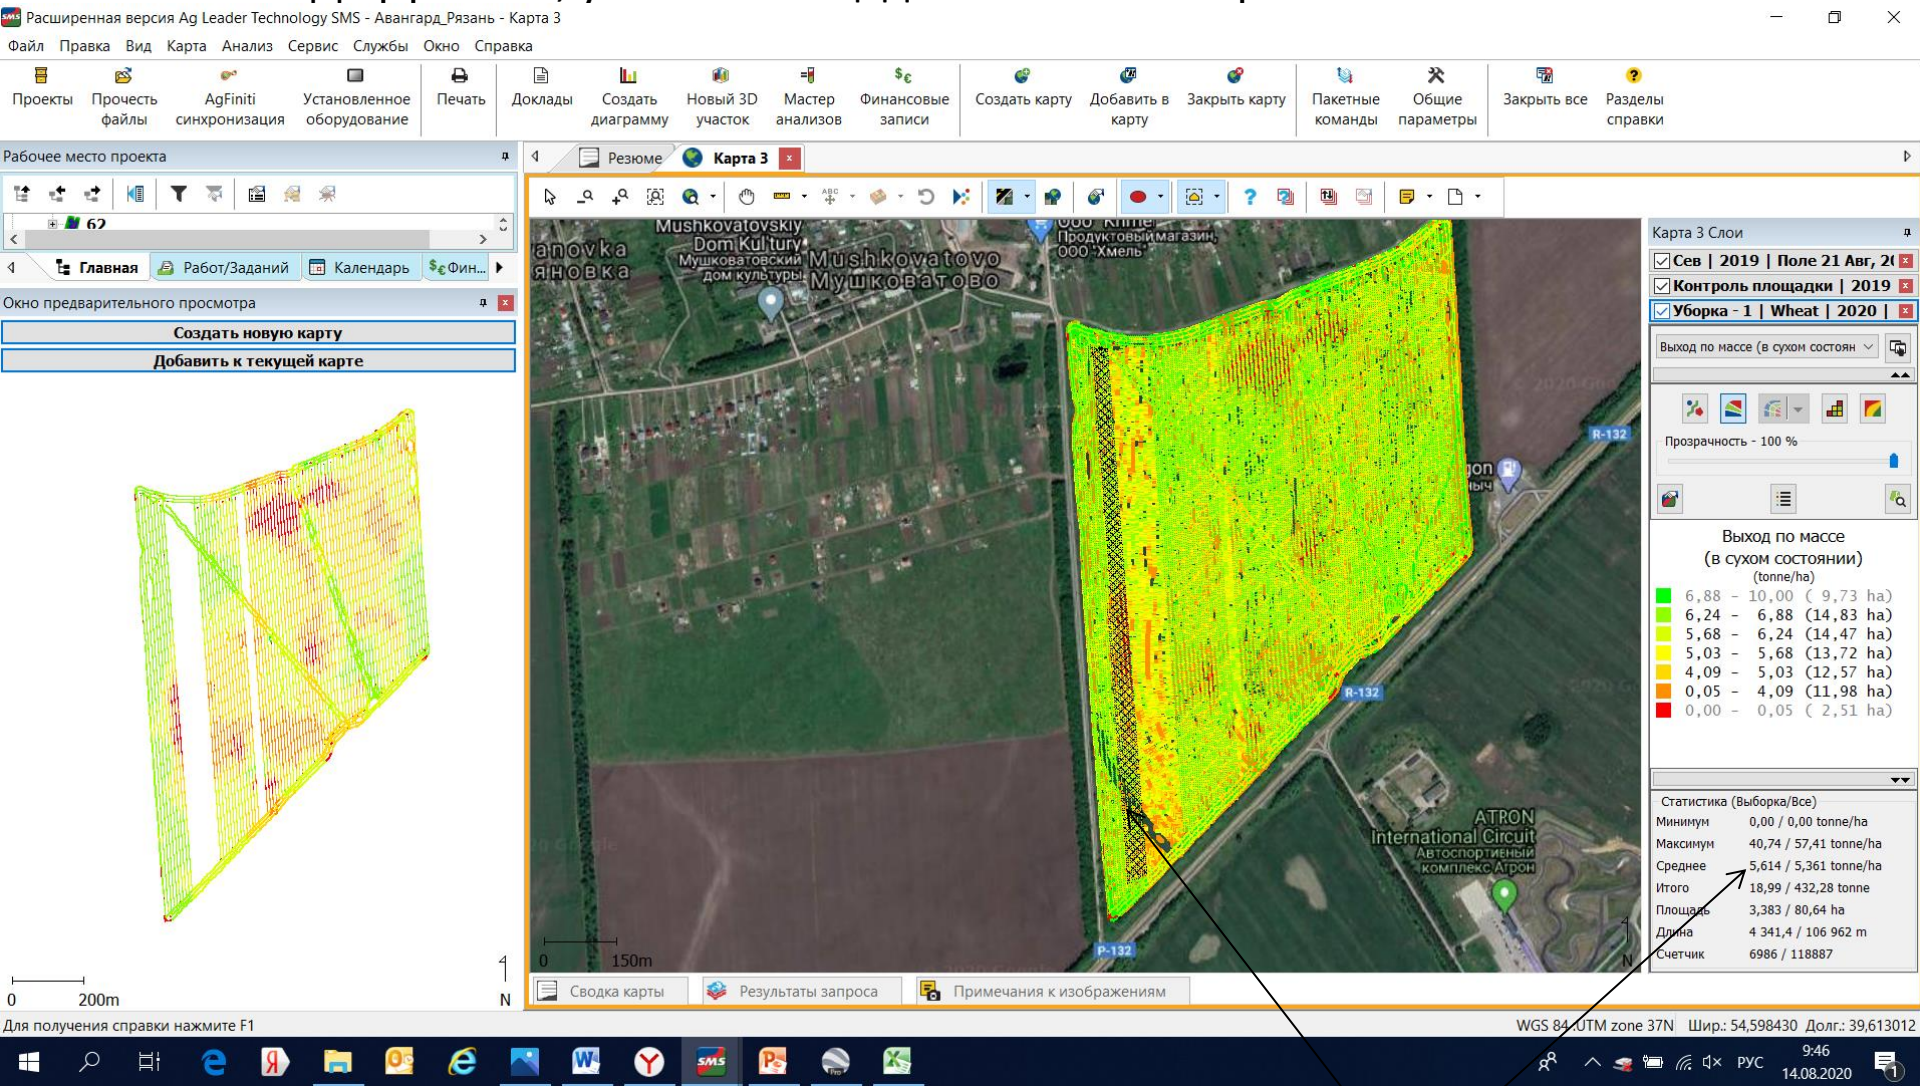 Расширенная версия Ag Leader Technology SMS - Авангард_Рязань - Карта 3
Файл Правка Вид Карта Анализ Сервис Службы Окно Справка
Проекты
Прочесть файлы
AgFiniti синхронизация
Установленное оборудование
Печать
Доклады
Создать диаграмму
Новый 3D участок
Мастер анализов
Финансовые записи
Создать карту
Добавить в карту
Закрыть карту
Пакетные команды
Общие параметры
Закрыть все
Разделы справки
Рабочее место проекта
62
Главная Работ/Заданий Календарь $€Фин...
Окно предварительного просмотра
Создать новую карту
Добавить к текущей карте
0 200m
N
Резюме Карта 3
Mushkovatovskiy
Dom Kul'tury
Мушковатовский
дом культуры
Mushkovatovo
Мушковатово
anovka
яновка
Продуктовый магазин,
ООО "Хмель"
R-132
R-132
P-132
ATRON
International Circuit
Автоспортивный
комплекс Атрон
0 150m
N
Сводка карты Результаты запроса Примечания к изображениям
Карта 3 Слои
Сев | 2019 | Поле 21 Авг, 2(
Контроль площадки | 2019
Уборка - 1 | Wheat | 2020 |
Выход по массе (в сухом состоян
Прозрачность - 100 %
Выход по массе
(в сухом состоянии)
(tonne/ha)
6,88 - 10,00 ( 9,73 ha)
6,24 - 6,88 (14,83 ha)
5,68 - 6,24 (14,47 ha)
5,03 - 5,68 (13,72 ha)
4,09 - 5,03 (12,57 ha)
0,05 - 4,09 (11,98 ha)
0,00 - 0,05 ( 2,51 ha)
Статистика (Выборка/Все)
Минимум 0,00 / 0,00 tonne/ha
Максимум 40,74 / 57,41 tonne/ha
Среднее 5,614 / 5,361 tonne/ha
Итого 18,99 / 432,28 tonne
Площадь 3,383 / 80,64 ha
Длина 4 341,4 / 106 962 m
Счетчик 6986 / 118887
Для получения справки нажмите F1
WGS 84 :UTM zone 37N Шир.: 54,598430 Долг.: 39,613012
РУС
9:46
14.08.2020